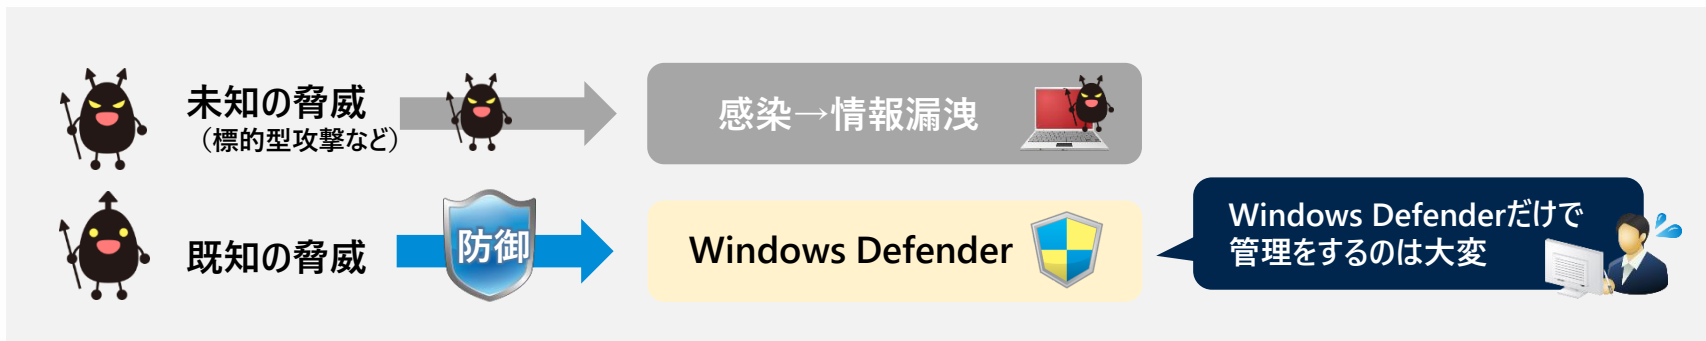 未知の脅威
（標的型攻撃など）
感染→情報漏洩
既知の脅威
防御
Windows Defender
Windows Defenderだけで
管理をするのは大変